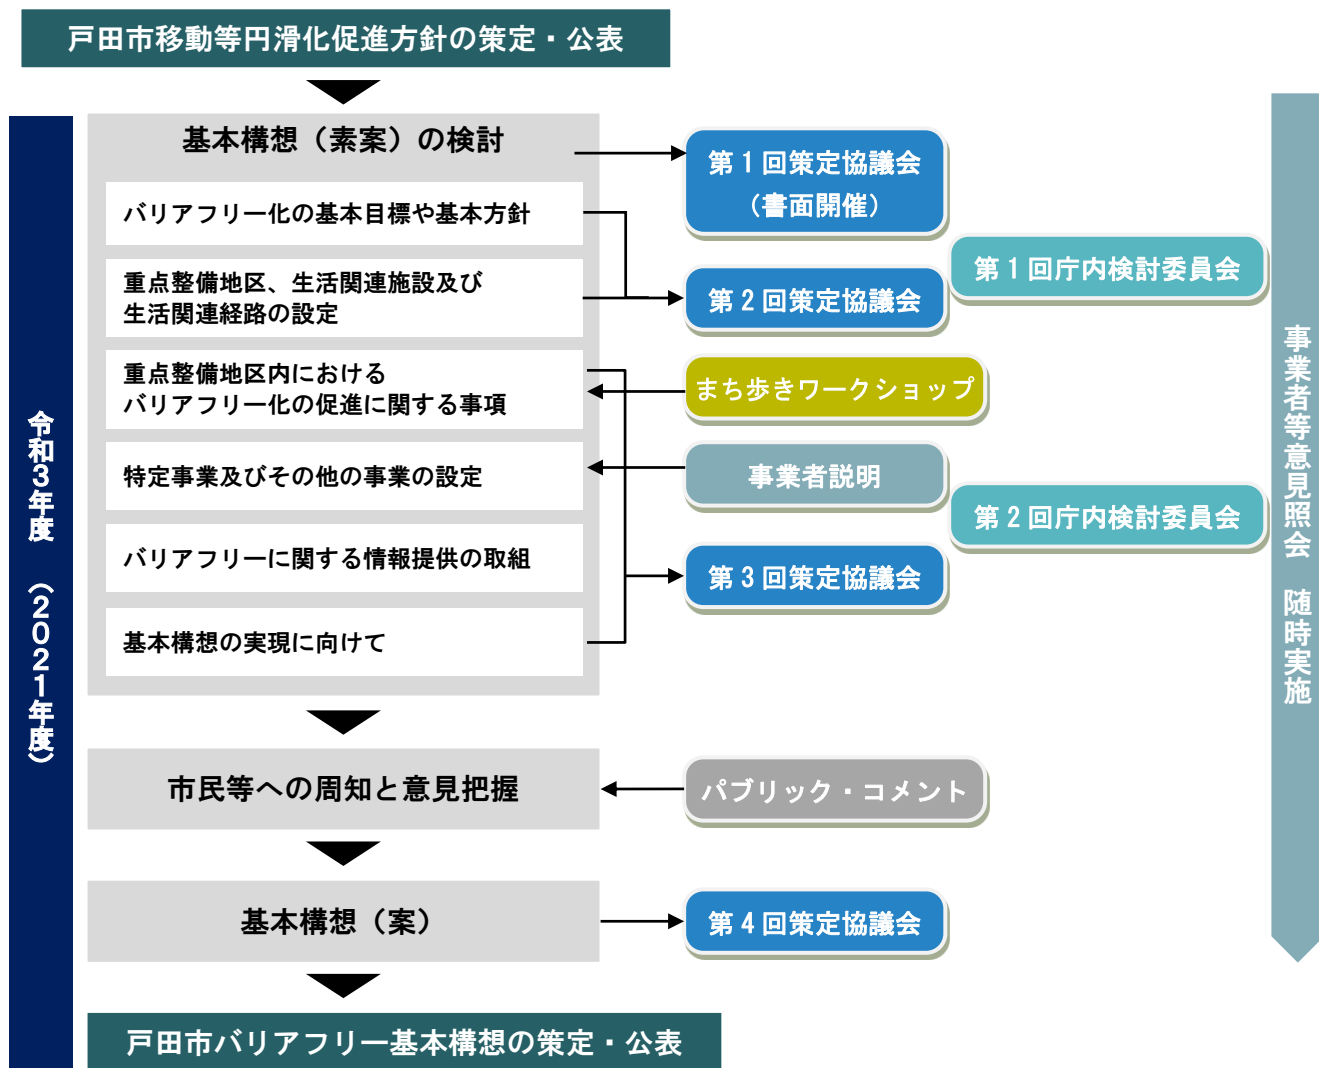 戸田市移動等円滑化促進方針の策定・公表
令和3年度　（2021年度）
基本構想（素案）の検討
バリアフリー化の基本目標や基本方針
重点整備地区、生活関連施設及び
生活関連経路の設定
重点整備地区内における
バリアフリー化の促進に関する事項
特定事業及びその他の事業の設定
バリアフリーに関する情報提供の取組
基本構想の実現に向けて
第1回策定協議会
（書面開催）
第1回庁内検討委員会
第2回策定協議会
まち歩きワークショップ
事業者説明
第2回庁内検討委員会
第3回策定協議会
事業者等意見照会　随時実施
市民等への周知と意見把握
パブリック・コメント
基本構想（案）
第4回策定協議会
戸田市バリアフリー基本構想の策定・公表